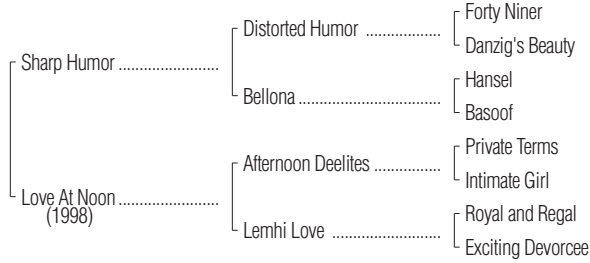 Forty Niner
Distorted Humor ..................
Danzig's Beauty
Sharp Humor ........................
Hansel
Bellona ..................................
Basoof
Private Terms
Afternoon Deelites ................
Intimate Girl
Love At Noon ........................
(1998)
Royal and Regal
Lemhi Love ..........................
Exciting Devorcee